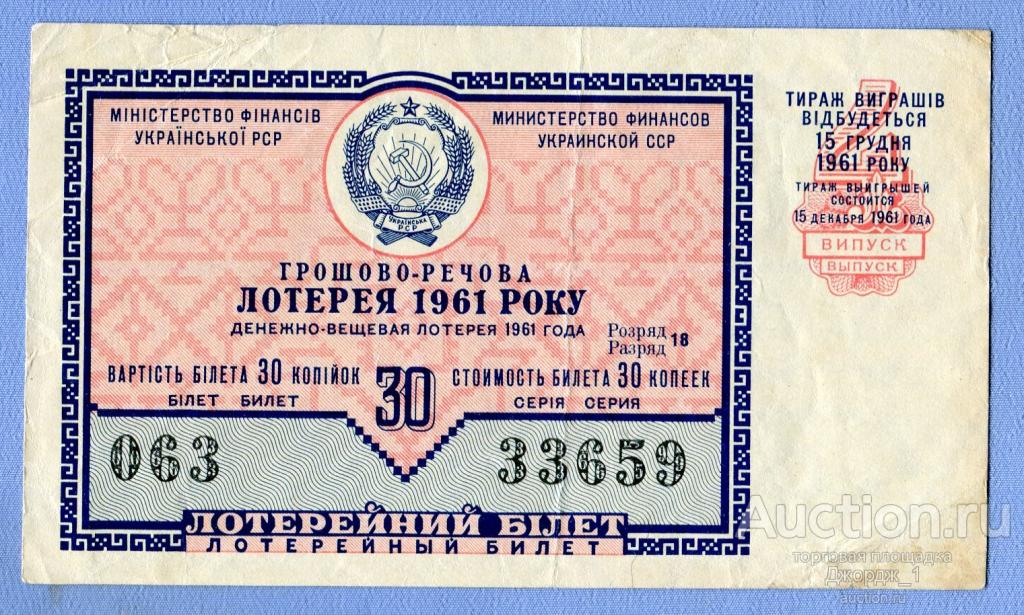 МІНІСТЕРСТВО ФІНАНСІВ
УКРАЇНСЬКОЇ РСР
МИНИСТЕРСТВО ФИНАНСОВ
УКРАИНСКОЙ ССР
УКРАЇНСЬКА
РСР
ГРОШОВО-РЕЧОВА
ЛОТЕРЕЯ 1961 РОКУ
ДЕНЕЖНО-ВЕЩЕВАЯ ЛОТЕРЕЯ 1961 ГОДА
Розряд
Разряд 18
ВАРТІСТЬ БІЛЕТА 30 КОПІЙОК
БІЛЕТ БИЛЕТ
30
СТОИМОСТЬ БИЛЕТА 30 КОПЕЕК
СЕРІЯ СЕРИЯ
063
33659
ЛОТЕРЕЙНИЙ БІЛЕТ
ЛОТЕРЕЙНЫЙ БИЛЕТ
4
ТИРАЖ ВИГРАШІВ
ВІДБУДЕТЬСЯ
15 ГРУДНЯ
1961 РОКУ
ТИРАЖ ВЫИГРЫШЕЙ
СОСТОИТСЯ
15 ДЕКАБРЯ 1961 ГОДА
ВИПУСК
ВЫПУСК
Auction.ru
торговая площадка
Джордж_1
auction.ru